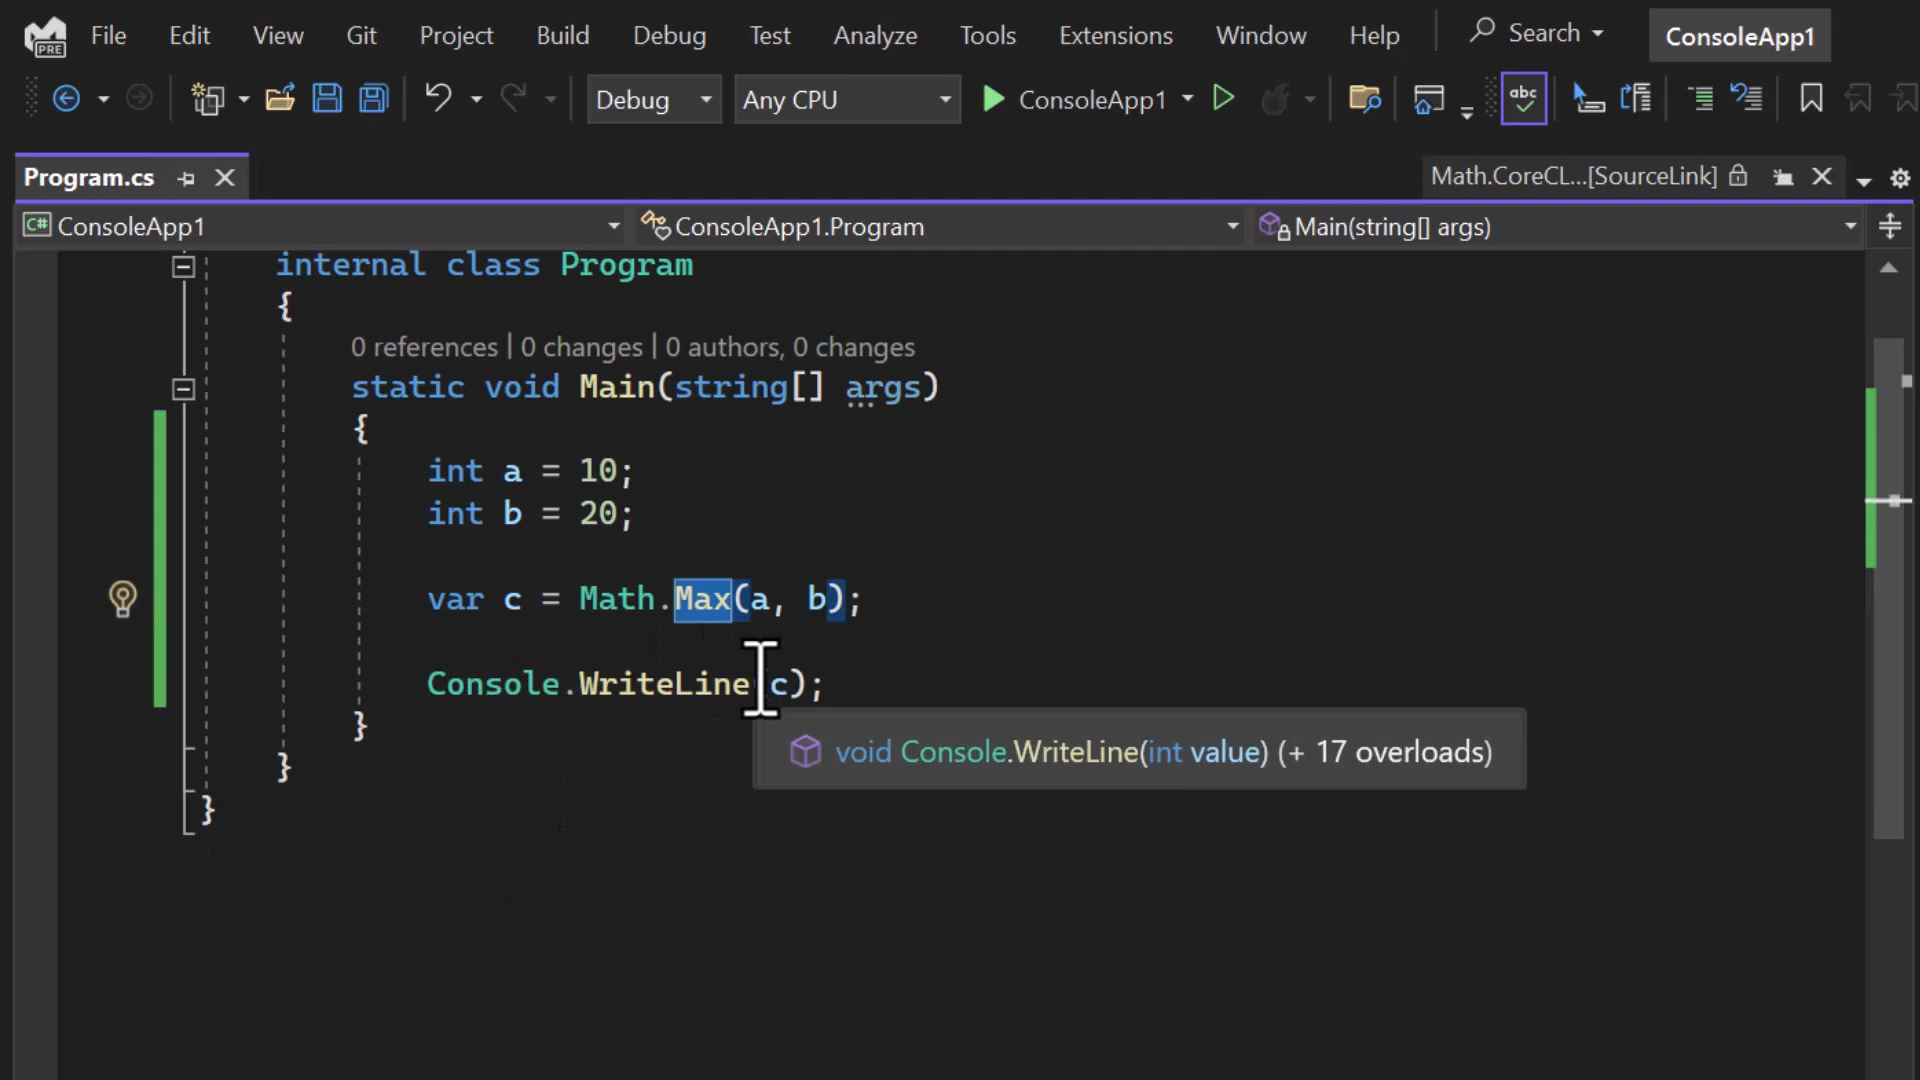 PRE File Edit View Git Project Build Debug Test Analyze Tools Extensions Window Help Search ConsoleApp1
Debug Any CPU ConsoleApp1 abc
Program.cs Math.CoreCL...[SourceLink]
C# ConsoleApp1 ConsoleApp1.Program Main(string[] args)
internal class Program
{
0 references | 0 changes | 0 authors, 0 changes
static void Main(string[] args)
{
int a = 10;
int b = 20;
var c = Math.Max(a, b);
Console.WriteLine(c);
}
void Console.WriteLine(int value) (+ 17 overloads)
}
}